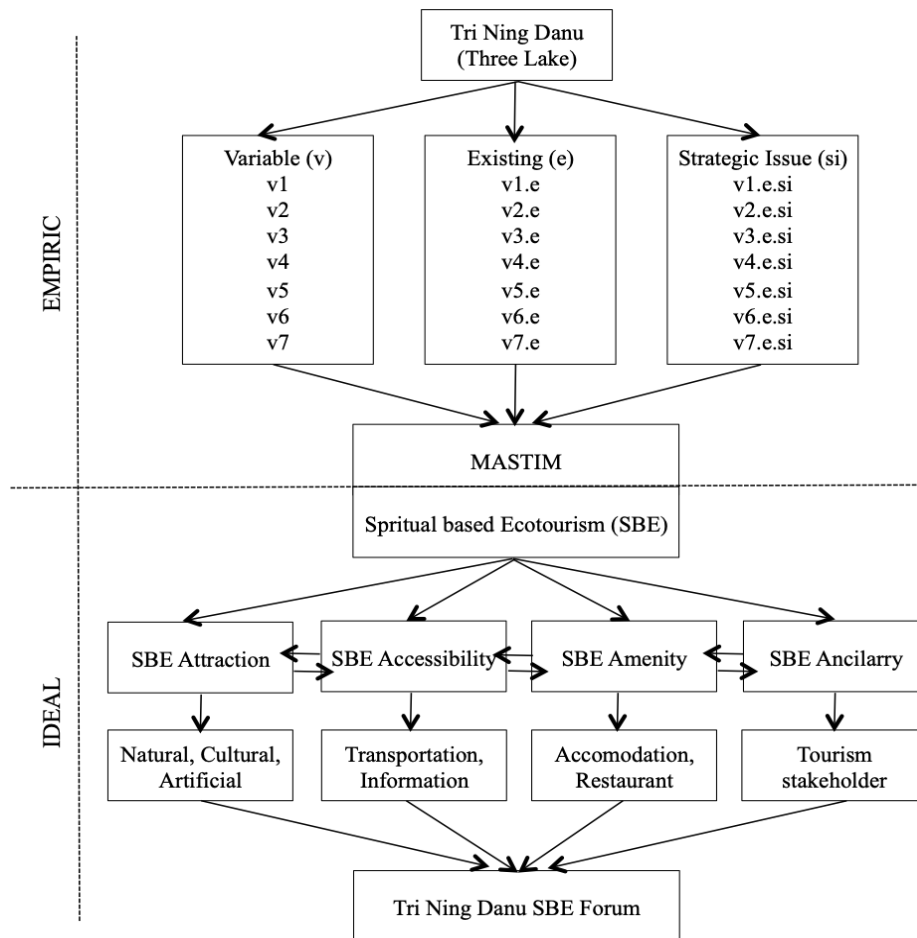 Tri Ning Danu
(Three Lake)
EMPIRIC
Variable (v)
v1
v2
v3
v4
v5
v6
v7
Existing (e)
v1.e
v2.e
v3.e
v4.e
v5.e
v6.e
v7.e
Strategic Issue (si)
v1.e.si
v2.e.si
v3.e.si
v4.e.si
v5.e.si
v6.e.si
v7.e.si
MASTIM
Spritual based Ecotourism (SBE)
IDEAL
SBE Attraction
SBE Accessibility
SBE Amenity
SBE Ancilarry
Natural, Cultural,
Artificial
Transportation,
Information
Accomodation,
Restaurant
Tourism
stakeholder
Tri Ning Danu SBE Forum